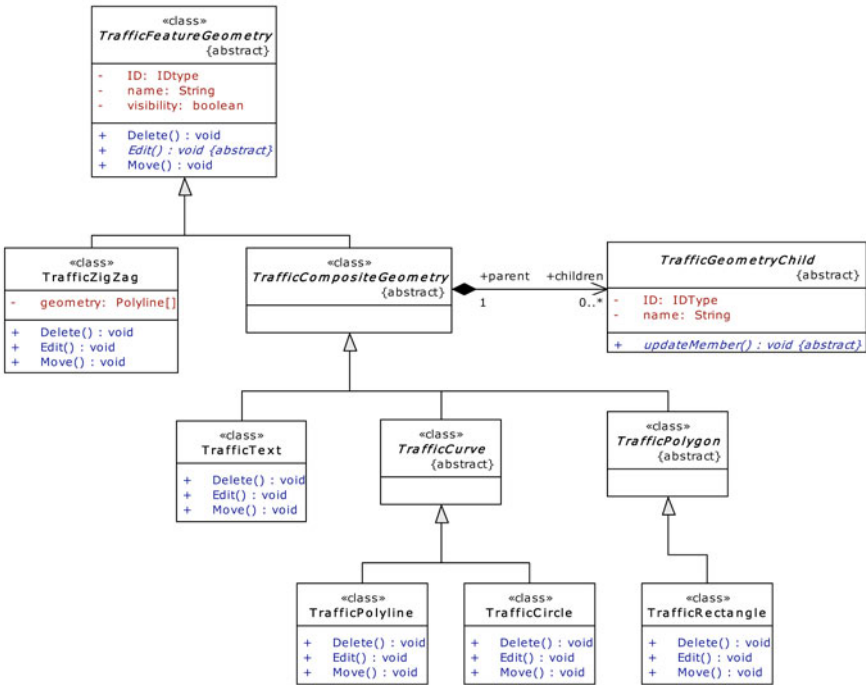 «class»
TrafficFeatureGeometry
{abstract}
- ID: IDtype
- name: String
- visibility: boolean
+ Delete() : void
+ Edit() : void {abstract}
+ Move() : void
«class»
TrafficZigZag
- geometry: Polyline[]
+ Delete() : void
+ Edit() : void
+ Move() : void
«class»
TrafficCompositeGeometry
{abstract}
+parent
+children
1
0..*
TrafficGeometryChild
{abstract}
- ID: IDType
- name: String
+ updateMember() : void {abstract}
«class»
TrafficText
+ Delete() : void
+ Edit() : void
+ Move() : void
«class»
TrafficCurve
{abstract}
«class»
TrafficPolygon
{abstract}
«class»
TrafficPolyline
+ Delete() : void
+ Edit() : void
+ Move() : void
«class»
TrafficCircle
+ Delete() : void
+ Edit() : void
+ Move() : void
«class»
TrafficRectangle
+ Delete() : void
+ Edit() : void
+ Move() : void